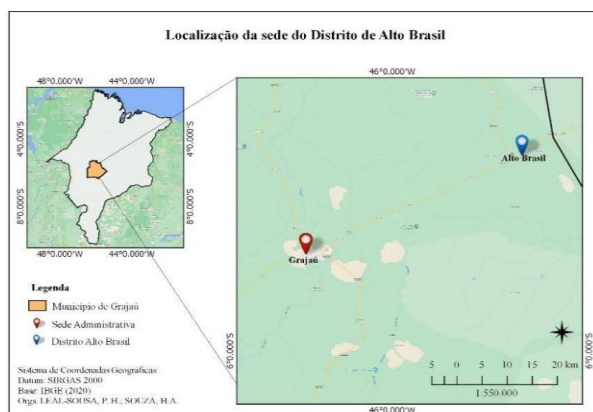 Localização da sede do Distrito de Alto Brasil
48°0.000'W 44°0.000'W
4°0.000'S 4°0.000'S
8°0.000'S 8°0.000'S
48°0.000'W 44°0.000'W
46°0.000'W
Alto Brasil
Grajaú
6°0.000'S 6°0.000'S
46°0.000'W
Legenda
Município de Grajaú
Sede Administrativa
Distrito Alto Brasil
Sistema de Coordenadas Geográficas
Datum: SIRGAS 2000
Base: IBGE (2020)
Orgs. LEAL-SOUSA, P. H.; SOUZA, H.A.
5 0 5 10 15 20 km
1:550.000